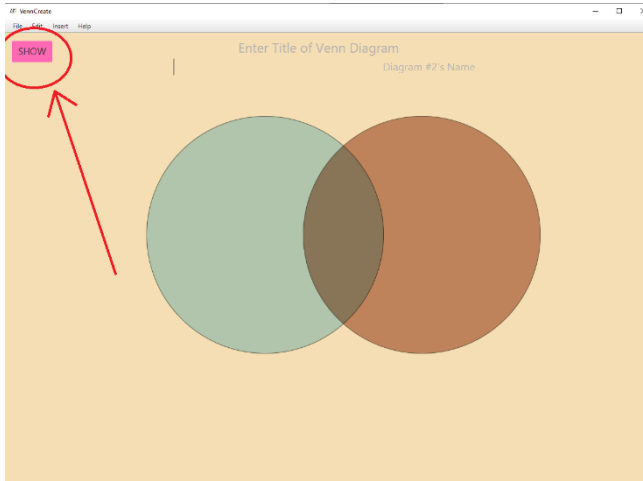 VennCreate
File Edit Insert Help
SHOW
Enter Title of Venn Diagram
Diagram #2's Name